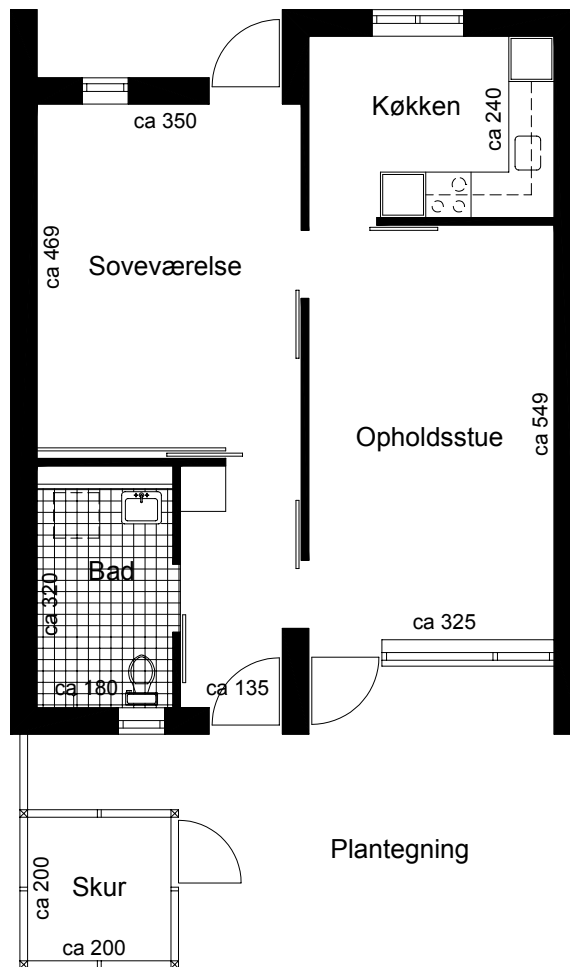 Køkken
ca 240
ca 350
ca 469
Soveværelse
Opholdsstue
ca 549
Bad
ca 320
ca 325
ca 180
ca 135
Plantegning
Skur
ca 200
ca 200